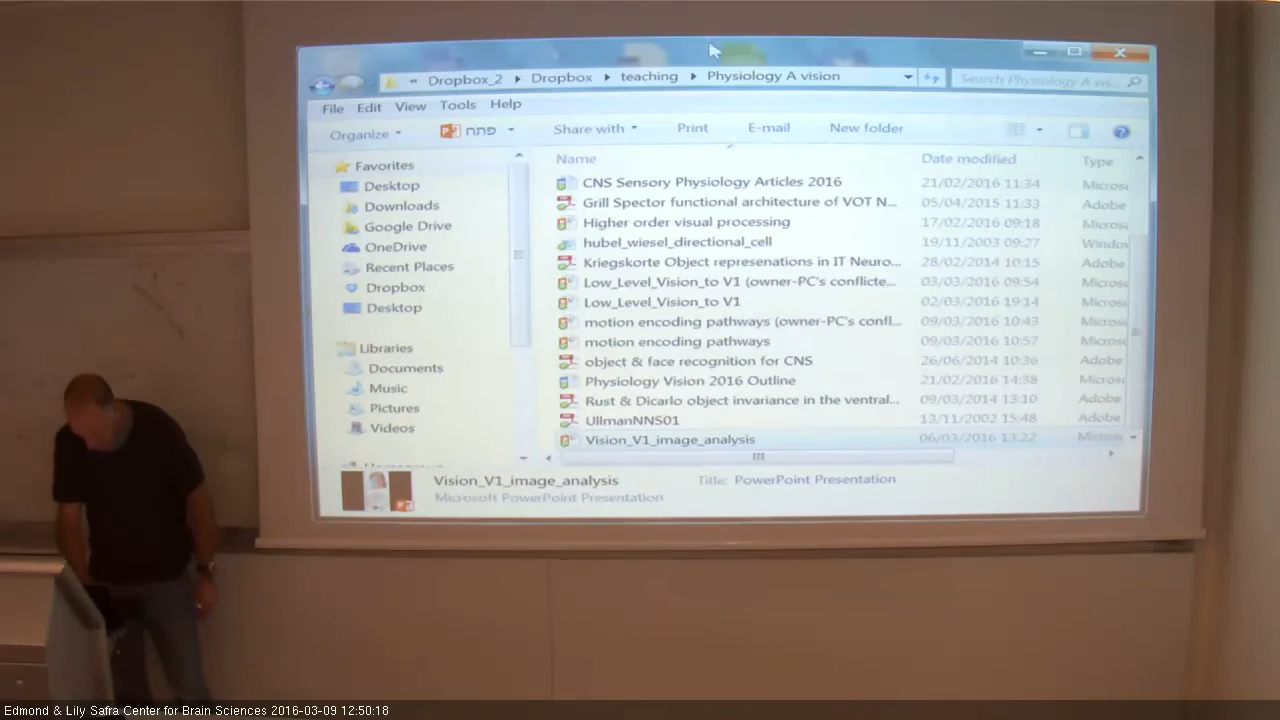 « Dropbox_2 ▸ Dropbox ▸ teaching ▸ Physiology A vision
Search Physiology A vis...
File Edit View Tools Help
Organize פתח Share with Print E-mail New folder
Favorites
Desktop
Downloads
Google Drive
OneDrive
Recent Places
Dropbox
Desktop
Libraries
Documents
Music
Pictures
Videos
Name Date modified Type
CNS Sensory Physiology Articles 2016 21/02/2016 11:34 Micros
Grill Spector functional architecture of VOT N... 05/04/2015 11:33 Adobe
Higher order visual processing 17/02/2016 09:18 Micros
hubel_wiesel_directional_cell 19/11/2003 09:27 Windo
Kriegskorte Object represenations in IT Neuro... 28/02/2014 10:15 Adobe
Low_Level_Vision_to V1 (owner-PC's conflicte... 03/03/2016 09:54 Micros
Low_Level_Vision_to V1 02/03/2016 19:14 Micros
motion encoding pathways (owner-PC's confl... 09/03/2016 10:43 Micros
motion encoding pathways 09/03/2016 10:57 Micros
object & face recognition for CNS 26/06/2014 10:36 Adobe
Physiology Vision 2016 Outline 21/02/2016 14:38 Micros
Rust & Dicarlo object invariance in the ventral... 09/03/2014 13:10 Adobe
UllmanNNS01 13/11/2002 15:48 Adobe
Vision_V1_image_analysis 06/03/2016 13:22 Micros
Vision_V1_image_analysis Title: PowerPoint Presentation
Microsoft PowerPoint Presentation
Edmond & Lily Safra Center for Brain Sciences 2016-03-09 12:50:18